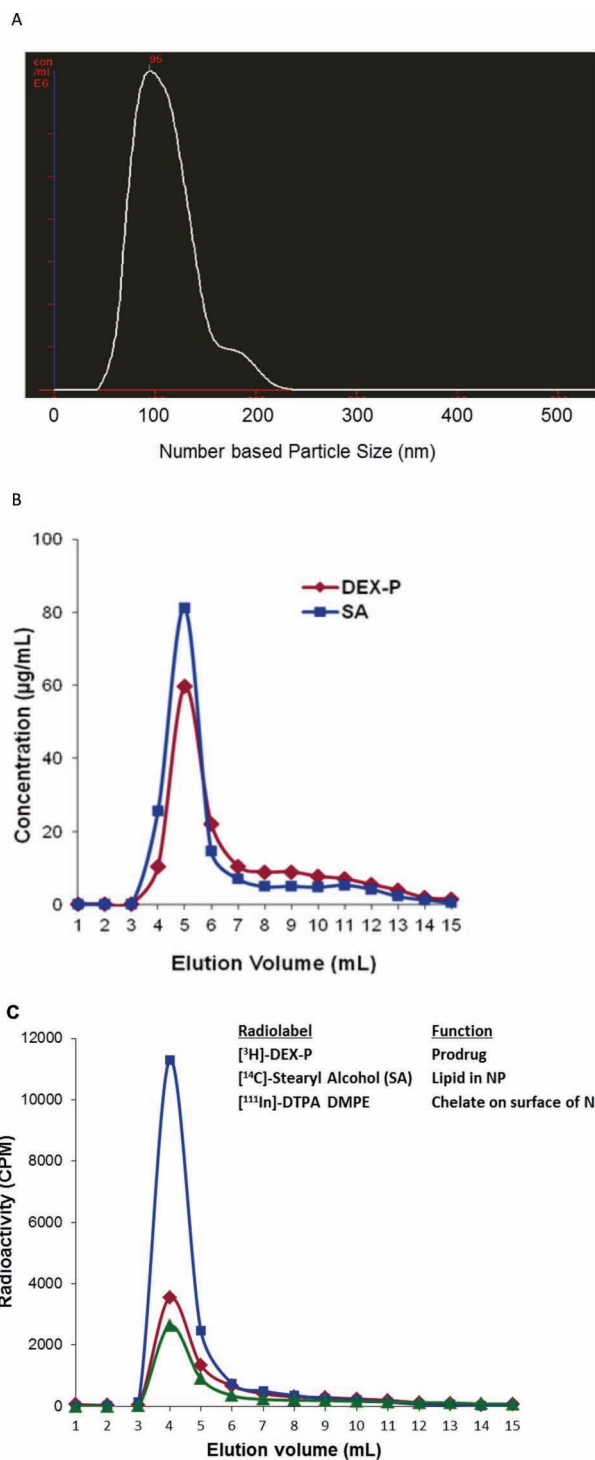 A
con
/ml
E6
95
0 100 200 300 400 500
Number based Particle Size (nm)
B
100
80
60
40
20
0
Concentration (µg/mL)
DEX-P
SA
1 2 3 4 5 6 7 8 9 10 11 12 13 14 15
Elution Volume (mL)
C
12000
10000
8000
6000
4000
2000
0
Radioactivity (CPM)
Radiolabel Function
[³H]-DEX-P Prodrug
[¹⁴C]-Stearyl Alcohol (SA) Lipid in NP
[¹¹¹In]-DTPA DMPE Chelate on surface of N
1 2 3 4 5 6 7 8 9 10 11 12 13 14 15
Elution volume (mL)